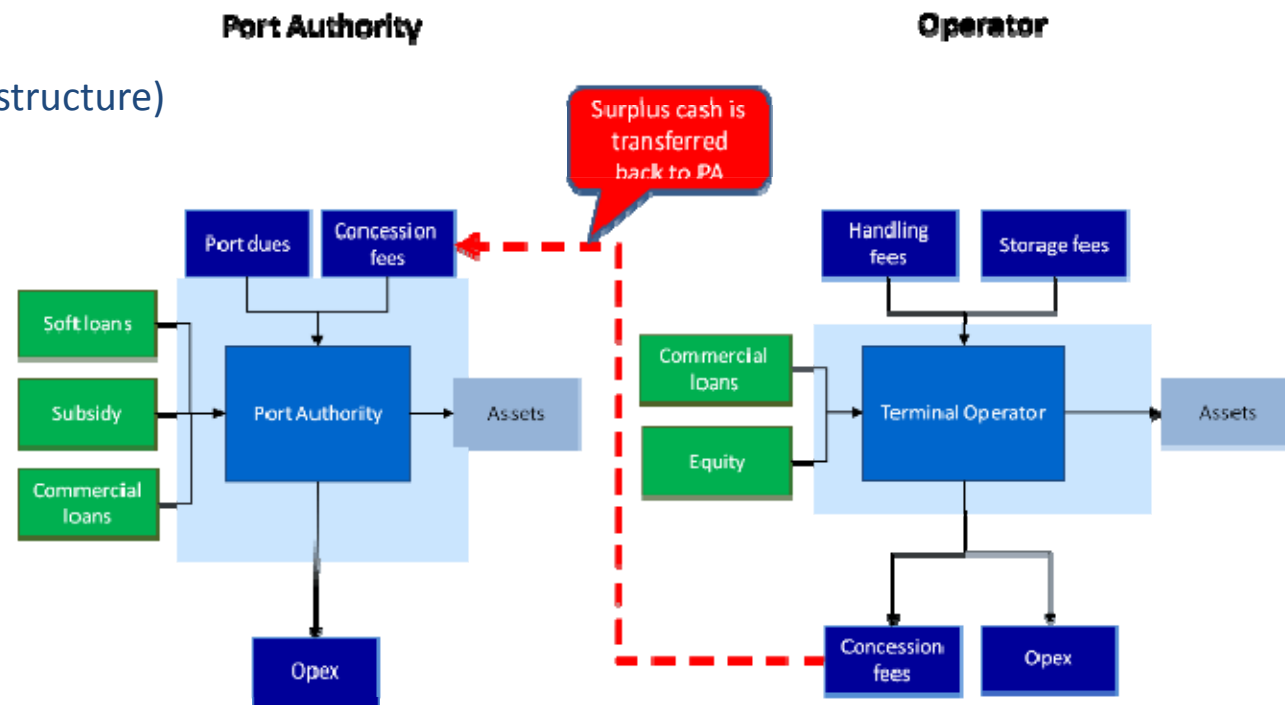 Port Authority
Operator
structure)
Surplus cash is
transferred
back to PA
Port dues
Concession
fees
Handling
fees
Storage fees
Soft loans
Subsidy
Commercial
loans
Port Authority
Assets
Commercial
loans
Equity
Terminal Operator
Assets
Opex
Concession
fees
Opex